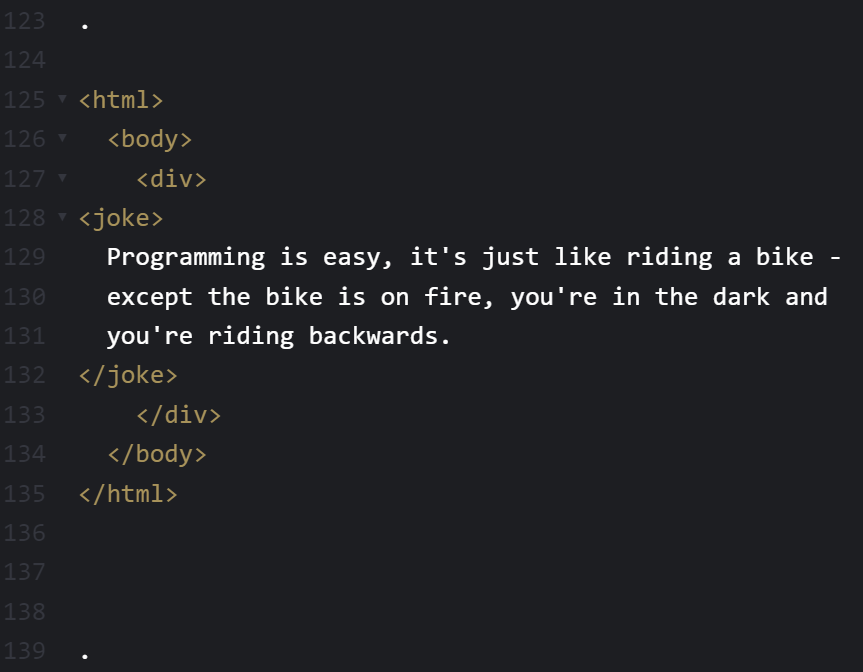 123 .
124
125 <html>
126 <body>
127 <div>
128 <joke>
129 Programming is easy, it's just like riding a bike -
130 except the bike is on fire, you're in the dark and
131 you're riding backwards.
132 </joke>
133 </div>
134 </body>
135 </html>
136
137
138
139 .